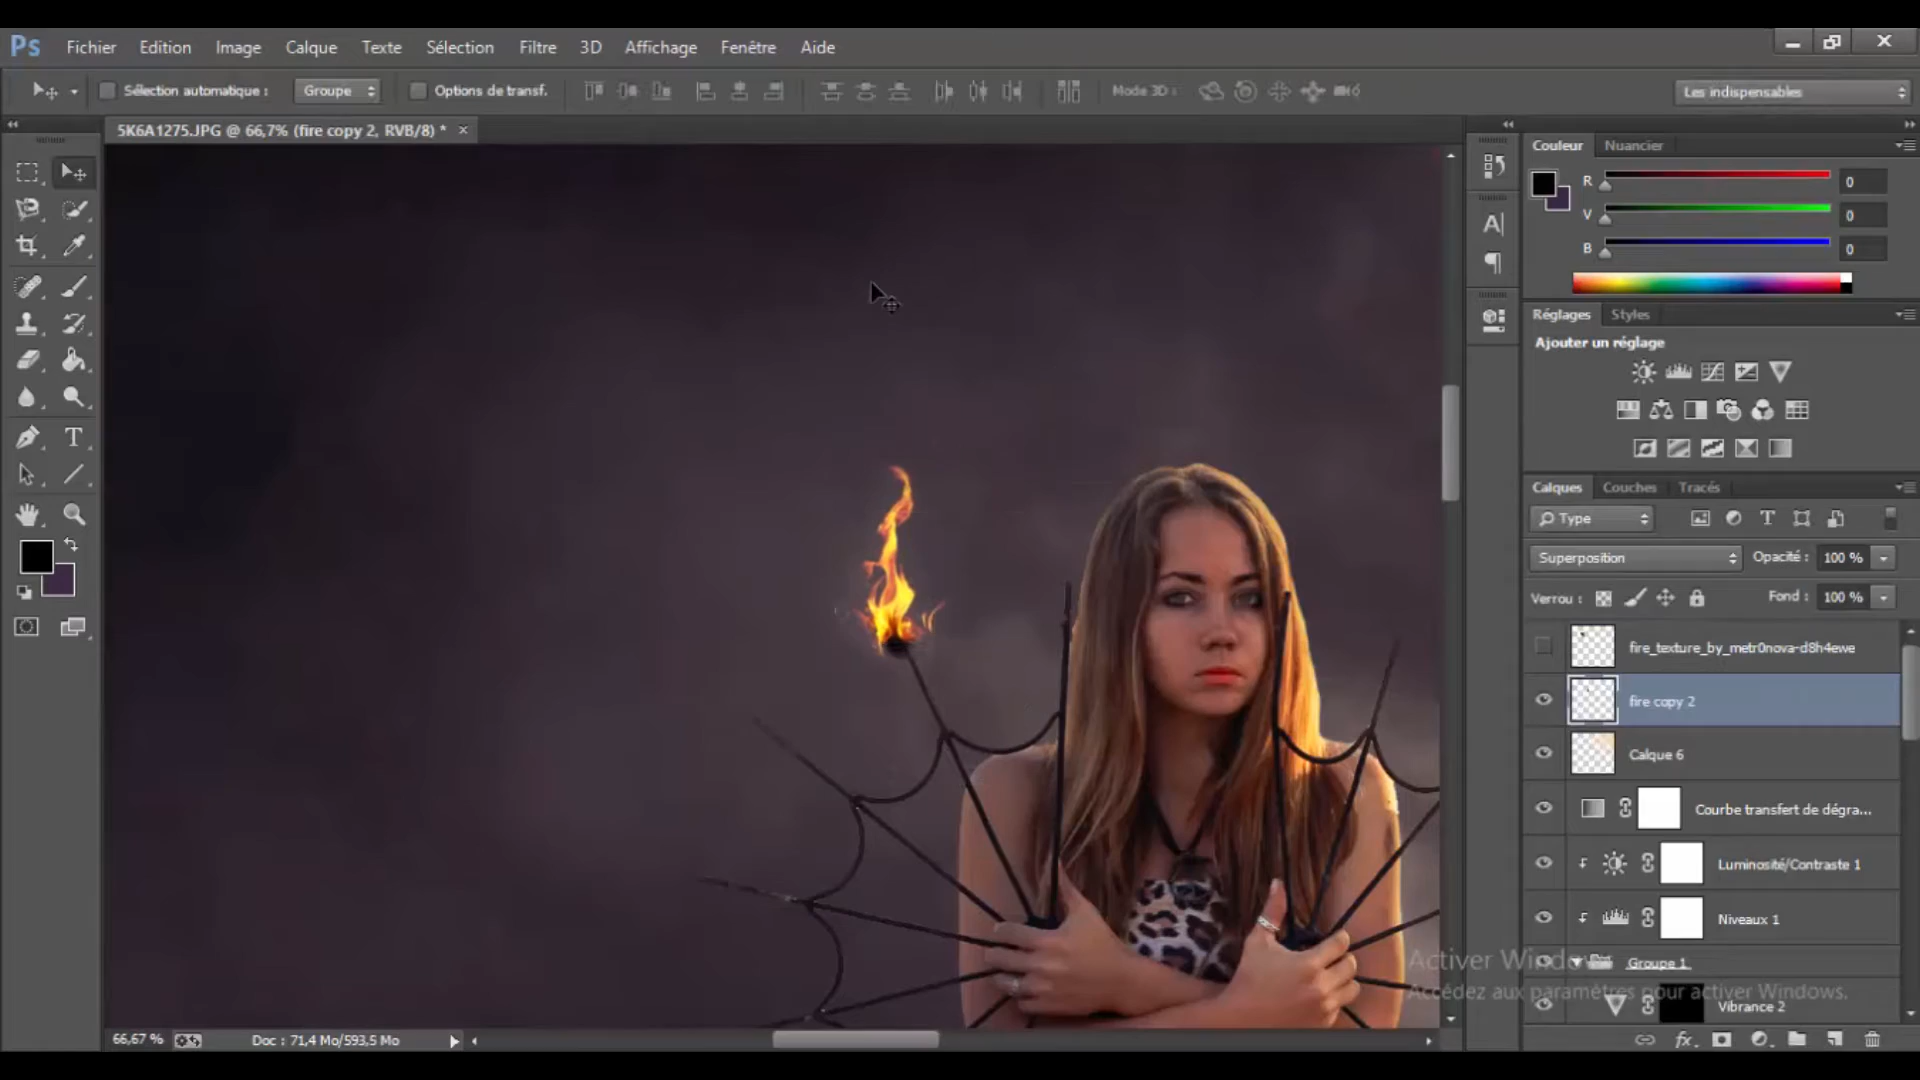 Ps Fichier Edition Image Calque Texte Sélection Filtre 3D Affichage Fenêtre Aide
Sélection automatique : Groupe Options de transf. Mode 3D : Les indispensables
5K6A1275.JPG @ 66,7% (fire copy 2, RVB/8) * ×
Couleur Nuancier
R 0
V 0
B 0
Réglages Styles
Ajouter un réglage
Calques Couches Tracés
Type
Superposition Opacité : 100 %
Verrou : Fond : 100 %
fire_texture_by_metr0nova-d8h4ewe
fire copy 2
Calque 6
Courbe transfert de dégra...
Luminosité/Contraste 1
Niveaux 1
Groupe 1
Vibrance 2
Activer Windows
Accédez aux paramètres pour activer Windows.
66,67 % Doc : 71,4 Mo/593,5 Mo